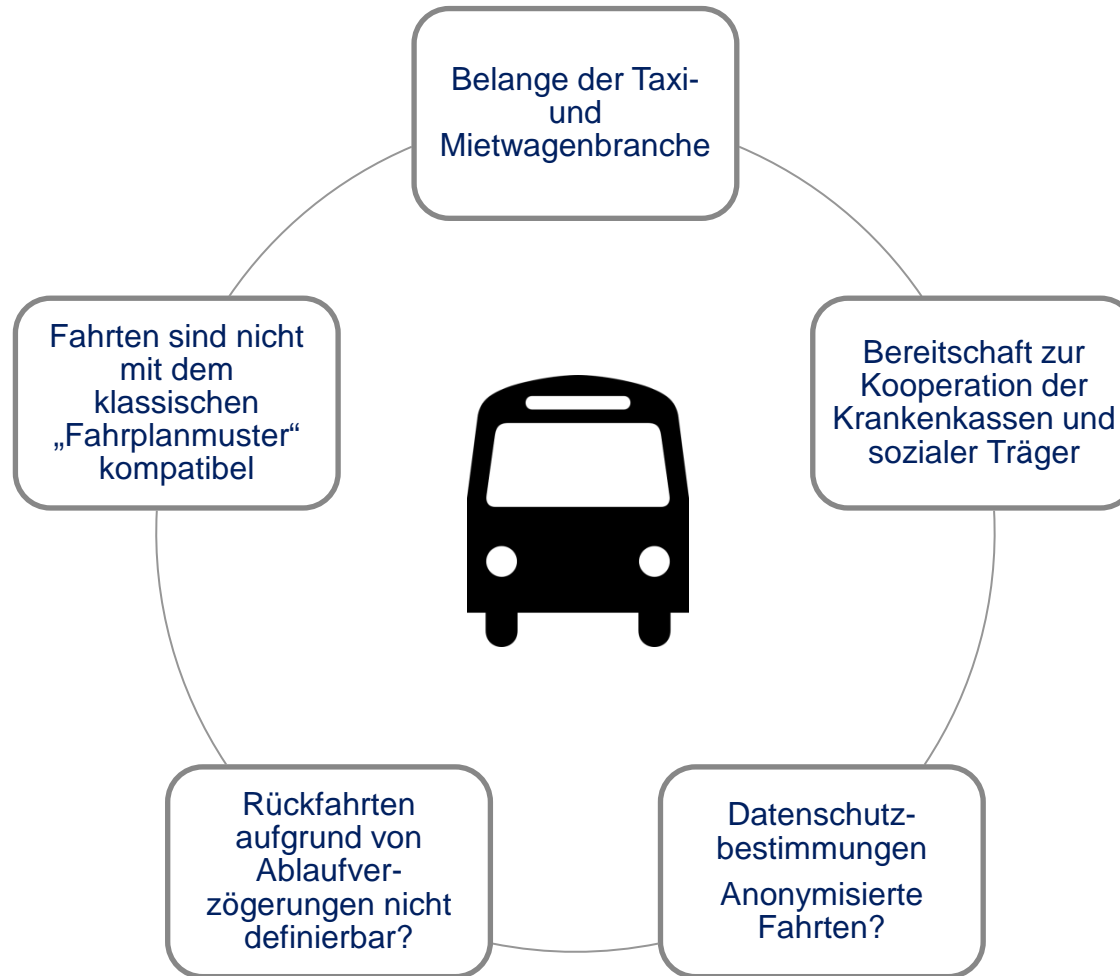 Belange der Taxi-
und
Mietwagenbranche
Bereitschaft zur
Kooperation der
Krankenkassen und
sozialer Träger
Datenschutz-
bestimmungen
Anonymisierte
Fahrten?
Rückfahrten
aufgrund von
Ablaufver-
zögerungen nicht
definierbar?
Fahrten sind nicht
mit dem
klassischen
„Fahrplanmuster“
kompatibel